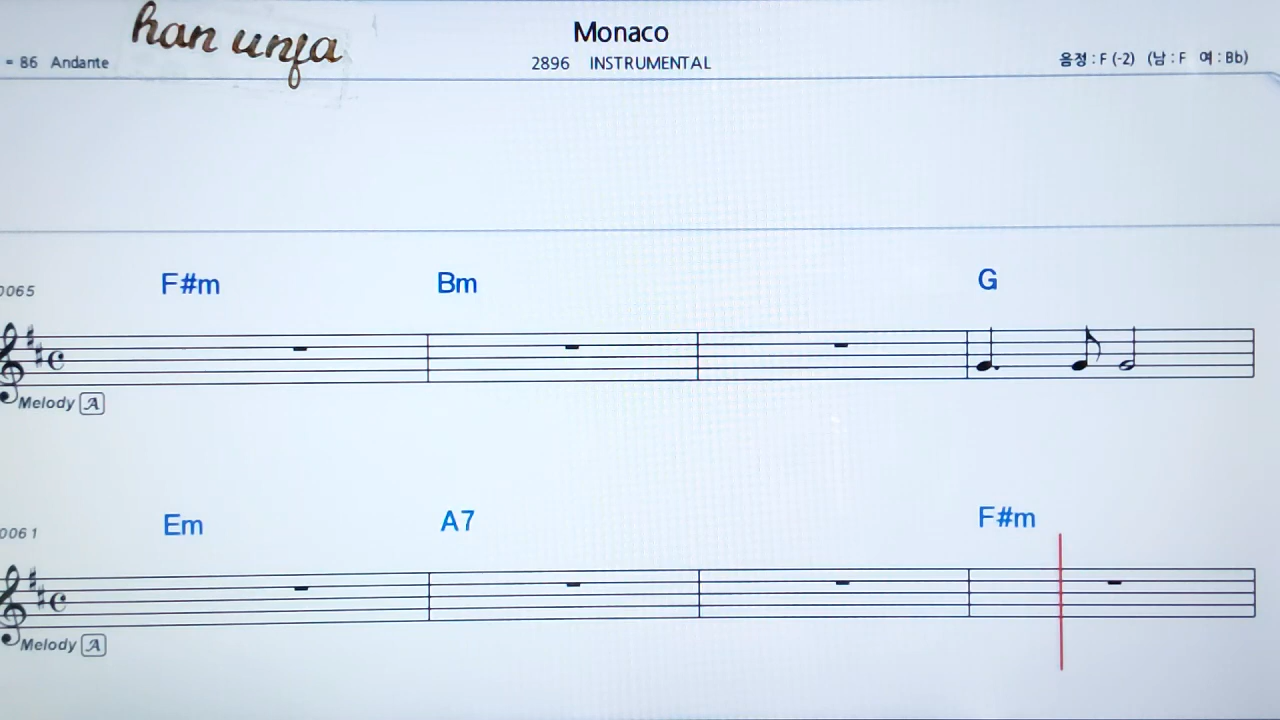 han unja
Monaco
= 86 Andante
2896 INSTRUMENTAL
음정 : F (-2) (남 : F 여 : Bb)
F#m Bm G
0065
Melody A
Em A7 F#m
0061
Melody A